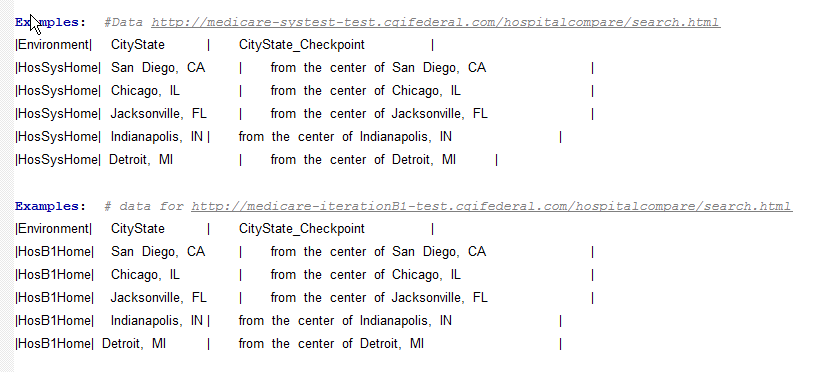 Examples: #Data http://medicare-systest-test.cqifederal.com/hospitalcompare/search.html
|Environment| CityState | CityState_Checkpoint |
|HosSysHome| San Diego, CA | from the center of San Diego, CA |
|HosSysHome| Chicago, IL | from the center of Chicago, IL |
|HosSysHome| Jacksonville, FL | from the center of Jacksonville, FL |
|HosSysHome| Indianapolis, IN | from the center of Indianapolis, IN |
|HosSysHome| Detroit, MI | from the center of Detroit, MI |
Examples: # data for http://medicare-iterationB1-test.cqifederal.com/hospitalcompare/search.html
|Environment| CityState | CityState_Checkpoint |
|HosB1Home| San Diego, CA | from the center of San Diego, CA |
|HosB1Home| Chicago, IL | from the center of Chicago, IL |
|HosB1Home| Jacksonville, FL | from the center of Jacksonville, FL |
|HosB1Home| Indianapolis, IN | from the center of Indianapolis, IN |
|HosB1Home| Detroit, MI | from the center of Detroit, MI |